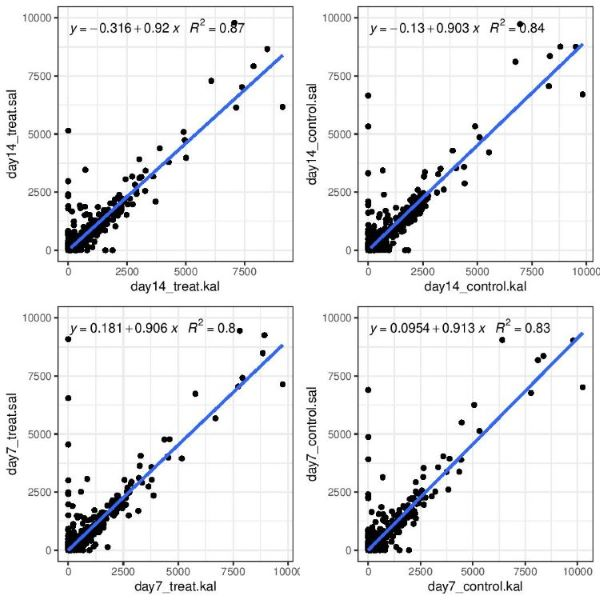 10000
7500
5000
2500
0
day14_treat.sal
y = −0.316 + 0.92 x R² = 0.87
0 2500 5000 7500
day14_treat.kal
10000
7500
5000
2500
0
day14_control.sal
y = −0.13 + 0.903 x R² = 0.84
0 2500 5000 7500 10000
day14_control.kal
10000
7500
5000
2500
0
day7_treat.sal
y = 0.181 + 0.906 x R² = 0.8
0 2500 5000 7500 10000
day7_treat.kal
10000
7500
5000
2500
0
day7_control.sal
y = 0.0954 + 0.913 x R² = 0.83
0 2500 5000 7500 10000
day7_control.kal